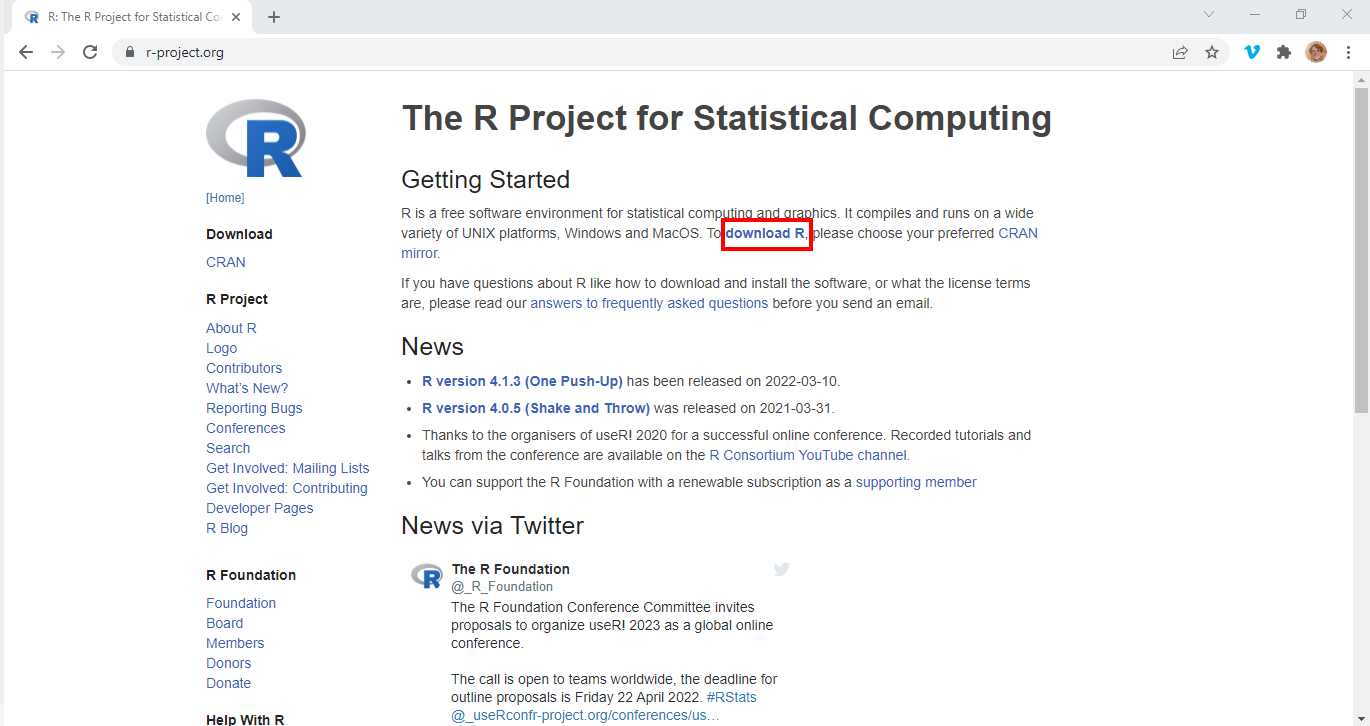 R: The R Project for Statistical Co
r-project.org
R
[Home]
Download
CRAN
R Project
About R
Logo
Contributors
What's New?
Reporting Bugs
Conferences
Search
Get Involved: Mailing Lists
Get Involved: Contributing
Developer Pages
R Blog
R Foundation
Foundation
Board
Members
Donors
Donate
Help With R
The R Project for Statistical Computing
Getting Started
R is a free software environment for statistical computing and graphics. It compiles and runs on a wide
variety of UNIX platforms, Windows and MacOS. To download R, please choose your preferred CRAN
mirror.
If you have questions about R like how to download and install the software, or what the license terms
are, please read our answers to frequently asked questions before you send an email.
News
• R version 4.1.3 (One Push-Up) has been released on 2022-03-10.
• R version 4.0.5 (Shake and Throw) was released on 2021-03-31.
• Thanks to the organisers of useR! 2020 for a successful online conference. Recorded tutorials and
talks from the conference are available on the R Consortium YouTube channel.
• You can support the R Foundation with a renewable subscription as a supporting member
News via Twitter
R
The R Foundation
@_R_Foundation
The R Foundation Conference Committee invites
proposals to organize useR! 2023 as a global online
conference.
The call is open to teams worldwide, the deadline for
outline proposals is Friday 22 April 2022. #RStats
@_useRconfr-project.org/conferences/us…